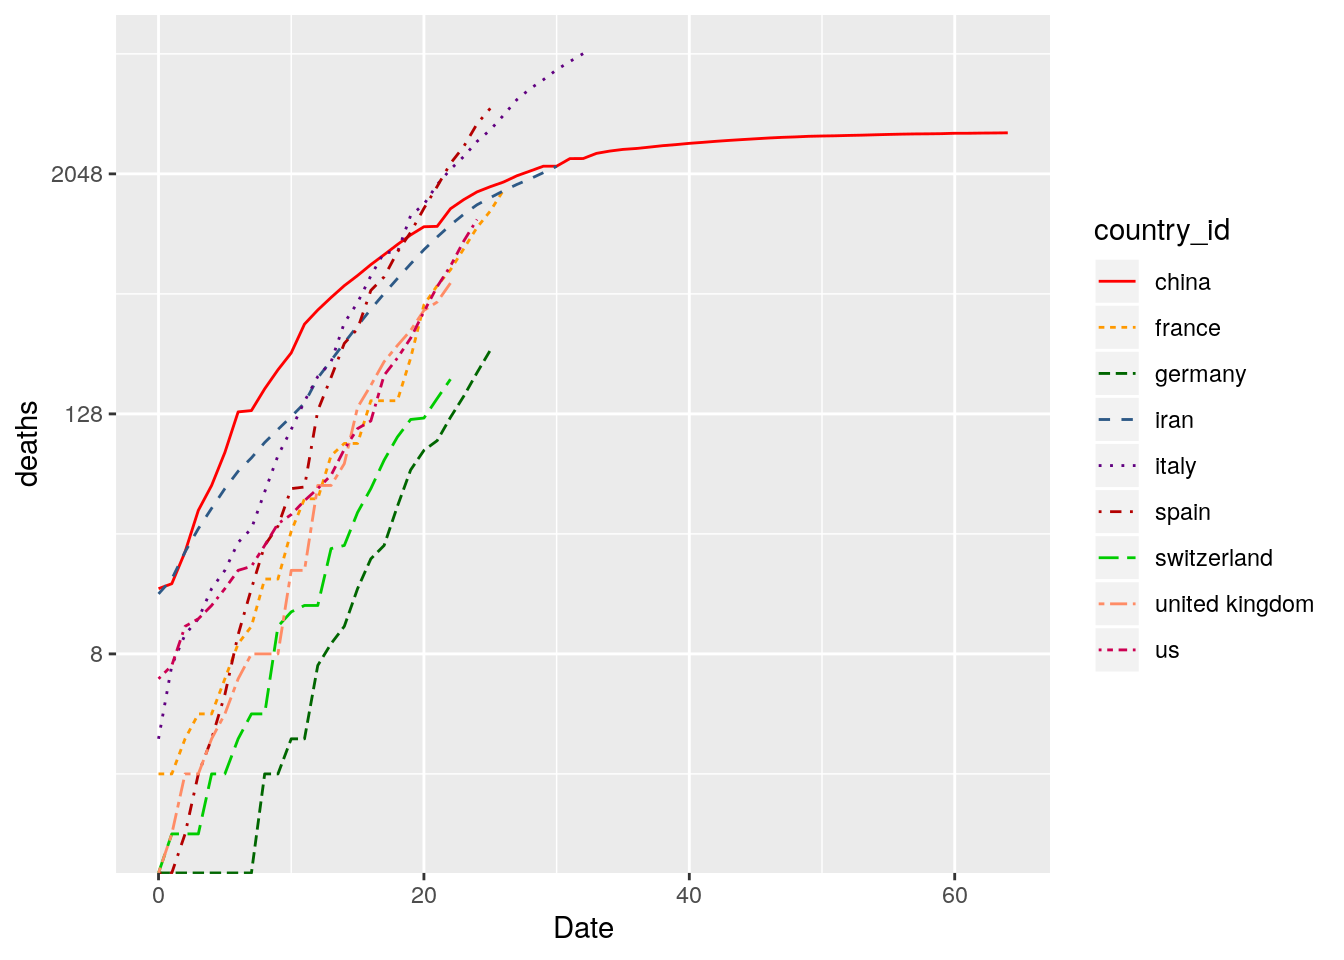 deaths
2048
128
8
0
20
40
60
Date
country_id
china
france
germany
iran
italy
spain
switzerland
united kingdom
us